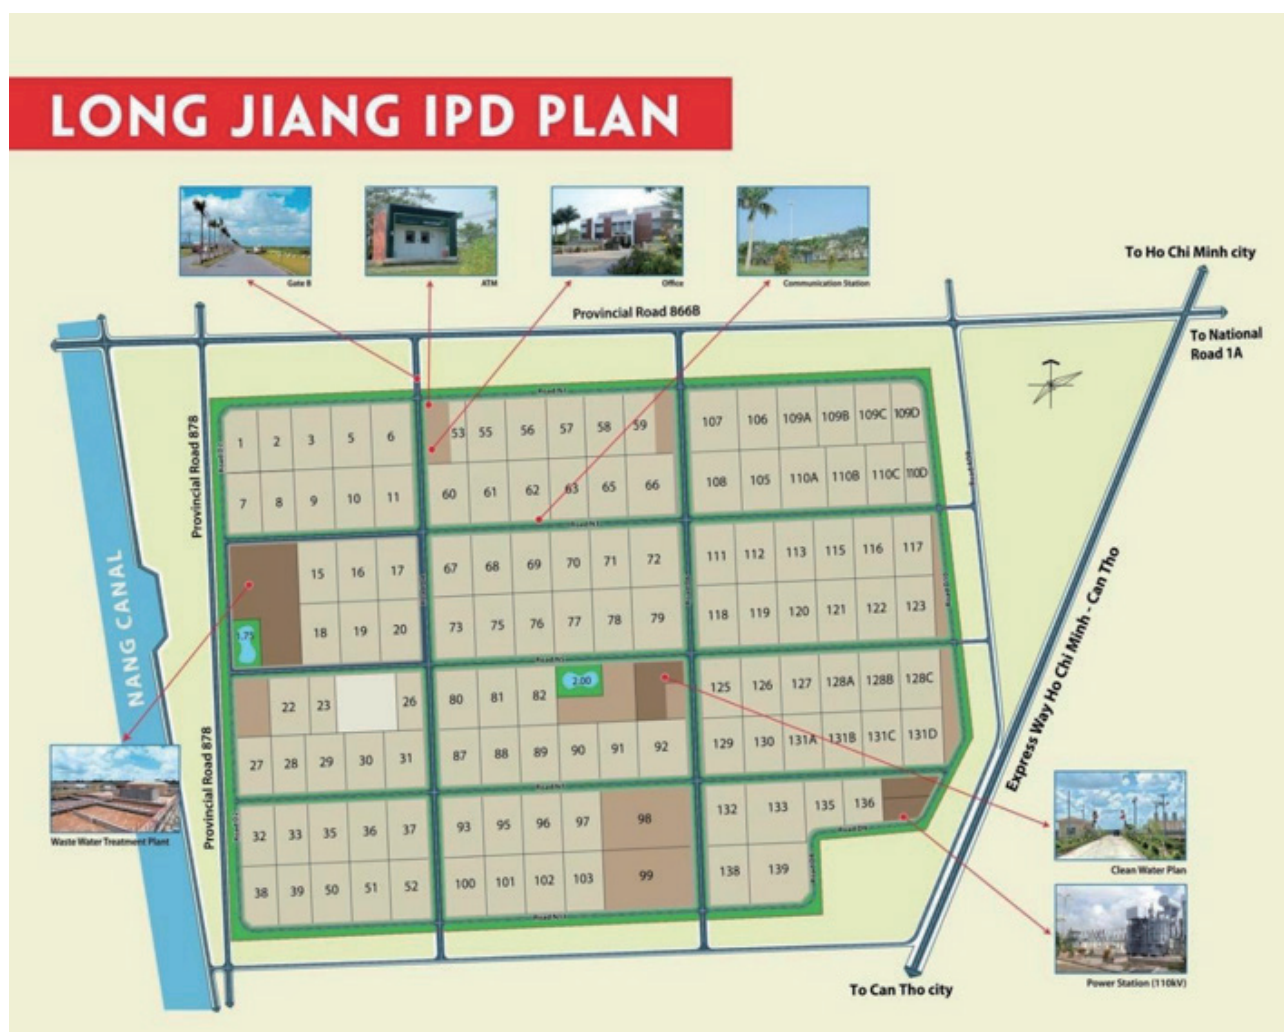 LONG JIANG IPD PLAN
Gate B
ATM
Office
Communication Station
To Ho Chi Minh city
Provincial Road 866B
To National
Road 1A
Provincial Road 878
1 2 3 5 6
7 8 9 10 11
53 55 56 57 58 59
60 61 62 63 65 66
107 106 109A 109B 109C 109D
108 105 110A 110B 110C 110D
15 16 17
1.75 18 19 20
67 68 69 70 71 72
73 75 76 77 78 79
111 112 113 115 116 117
118 119 120 121 122 123
NANG CANAL
22 23 26
27 28 29 30 31
80 81 82 2.00
87 88 89 90 91 92
125 126 127 128A 128B 128C
129 130 131A 131B 131C 131D
Express Way Ho Chi Minh - Can Tho
Provincial Road 878
32 33 35 36 37
38 39 50 51 52
93 95 96 97 98
100 101 102 103 99
132 133 135 136
138 139
Waste Water Treatment Plant
Clean Water Plan
Power Station (110kV)
To Can Tho city